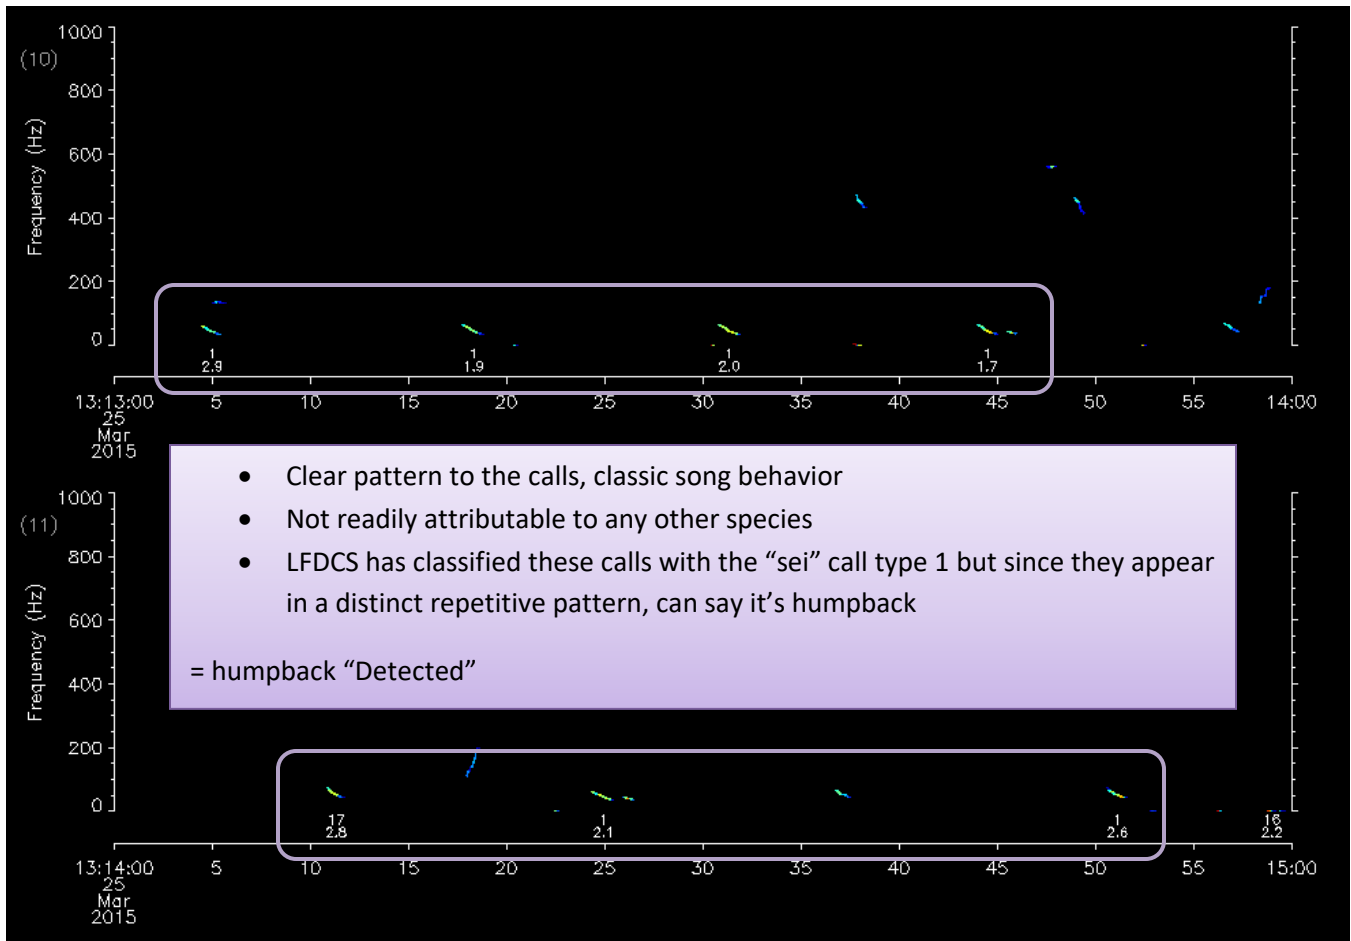 1000
(10)
800
600
400
200
0
Frequency (Hz)
1 1 1 1
2.9 1.9 2.0 1.7
13:13:00 5 10 15 20 25 30 35 40 45 50 55 14:00
25
Mar
2015
• Clear pattern to the calls, classic song behavior
• Not readily attributable to any other species
• LFDCS has classified these calls with the “sei” call type 1 but since they appear
in a distinct repetitive pattern, can say it’s humpback
= humpback “Detected”
1000
(11)
800
600
400
200
0
Frequency (Hz)
17 1 1 16
2.8 2.1 2.6 2.2
13:14:00 5 10 15 20 25 30 35 40 45 50 55 15:00
25
Mar
2015